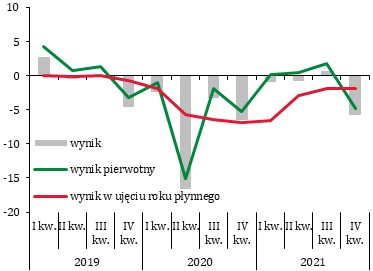 10
5
0
-5
-10
-15
-20
wynik
wynik pierwotny
wynik w ujęciu roku płynnego
I kw. II kw. III kw. IV kw. I kw. II kw. III kw. IV kw. I kw. II kw. III kw. IV kw.
2019 2020 2021